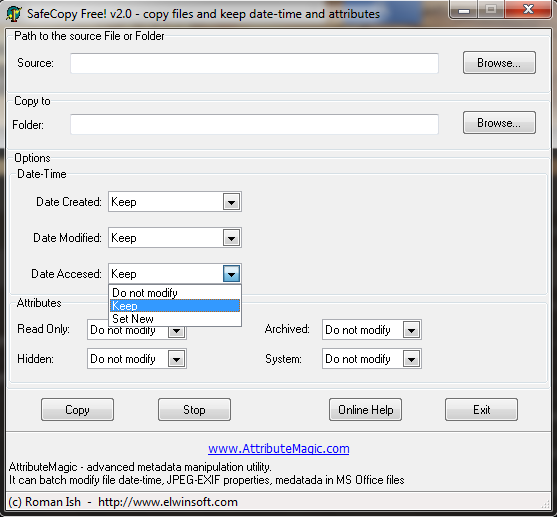 SafeCopy Free! v2.0 - copy files and keep date-time and attributes
Path to the source File or Folder
Source: Browse...
Copy to
Folder: Browse...
Options
Date-Time
Date Created: Keep
Date Modified: Keep
Date Accesed: Keep
Do not modify
Keep
Set New
Attributes
Read Only: Do not modify Archived: Do not modify
Hidden: Do not modify System: Do not modify
Copy Stop Online Help Exit
www.AttributeMagic.com
AttributeMagic - advanced metadata manipulation utility.
It can batch modify file date-time, JPEG-EXIF properties, medatada in MS Office files
(c) Roman Ish - http://www.elwinsoft.com